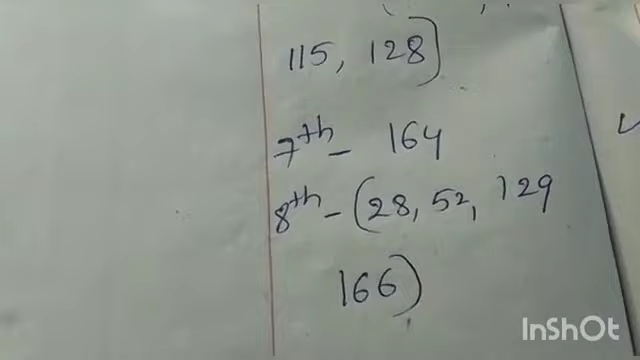 115, 128)
7th - 164
8th - (28, 52, 129
166)
InShOt